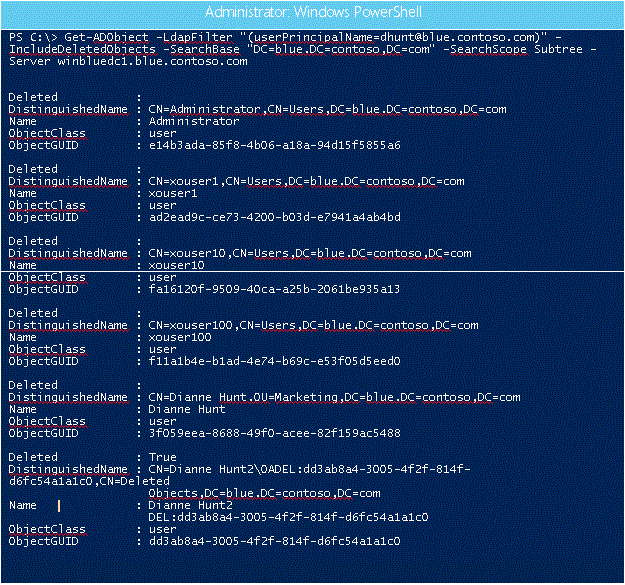 Administrator: Windows PowerShell
PS C:\> Get-ADObject -LdapFilter "(userPrincipalName=dhunt@blue.contoso.com)" -
IncludeDeletedObjects -SearchBase "DC=blue.DC=contoso,DC=com" -SearchScope Subtree -
Server winbluedc1.blue.contoso.com
Deleted :
DistinguishedName : CN=Administrator,CN=Users,DC=blue.DC=contoso,DC=com
Name : Administrator
ObjectClass : user
ObjectGUID : e14b3ada-85f8-4b06-a18a-94d15f5855a6
Deleted :
DistinguishedName : CN=xouser1,CN=Users,DC=blue.DC=contoso,DC=com
Name : xouser1
ObjectClass : user
ObjectGUID : ad2ead9c-ce73-4200-b03d-e7941a4ab4bd
Deleted :
DistinguishedName : CN=xouser10,CN=Users,DC=blue.DC=contoso,DC=com
Name : xouser10
ObjectClass : user
ObjectGUID : fa16120f-9509-40ca-a25b-2061be935a13
Deleted :
DistinguishedName : CN=xouser100,CN=Users,DC=blue.DC=contoso,DC=com
Name : xouser100
ObjectClass : user
ObjectGUID : f11a1b4e-b1ad-4e74-b69c-e53f05d5eed0
Deleted :
DistinguishedName : CN=Dianne Hunt.OU=Marketing,DC=blue.DC=contoso,DC=com
Name : Dianne Hunt
ObjectClass : user
ObjectGUID : 3f059eea-8688-49f0-acee-82f159ac5488
Deleted : True
DistinguishedName : CN=Dianne Hunt2\OADEL:dd3ab8a4-3005-4f2f-814f-
d6fc54a1a1c0,CN=Deleted
Objects,DC=blue.DC=contoso,DC=com
Name : Dianne Hunt2
DEL:dd3ab8a4-3005-4f2f-814f-d6fc54a1a1c0
ObjectClass : user
ObjectGUID : dd3ab8a4-3005-4f2f-814f-d6fc54a1a1c0